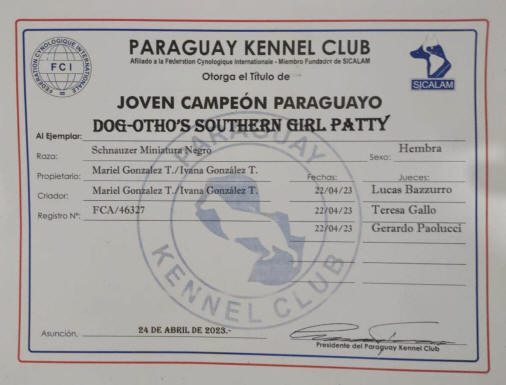 PARAGUAY KENNEL CLUB
Afiliado a la Federation Cynologique Internationale - Miembro Fundador de SICALAM
Otorga el Título de
JOVEN CAMPEÓN PARAGUAYO
Al Ejemplar: DOG-OTHO'S SOUTHERN GIRL PATTY
Raza: Schnauzer Miniatura Negro Sexo: Hembra
Propietario: Mariel Gonzalez T./Ivana González T. Fechas: Jueces:
Criador: Mariel Gonzalez T./Ivana González T. 22/04/23 Lucas Bazzurro
Registro Nº: FCA/46327 22/04/23 Teresa Gallo
22/04/23 Gerardo Paolucci
Asunción, 24 DE ABRIL DE 2023.-
Presidente del Paraguay Kennel Club
FEDERATION CYNOLOGIQUE INTERNATIONALE
FCI
SICALAM
PARAGUAY
KENNEL CLUB